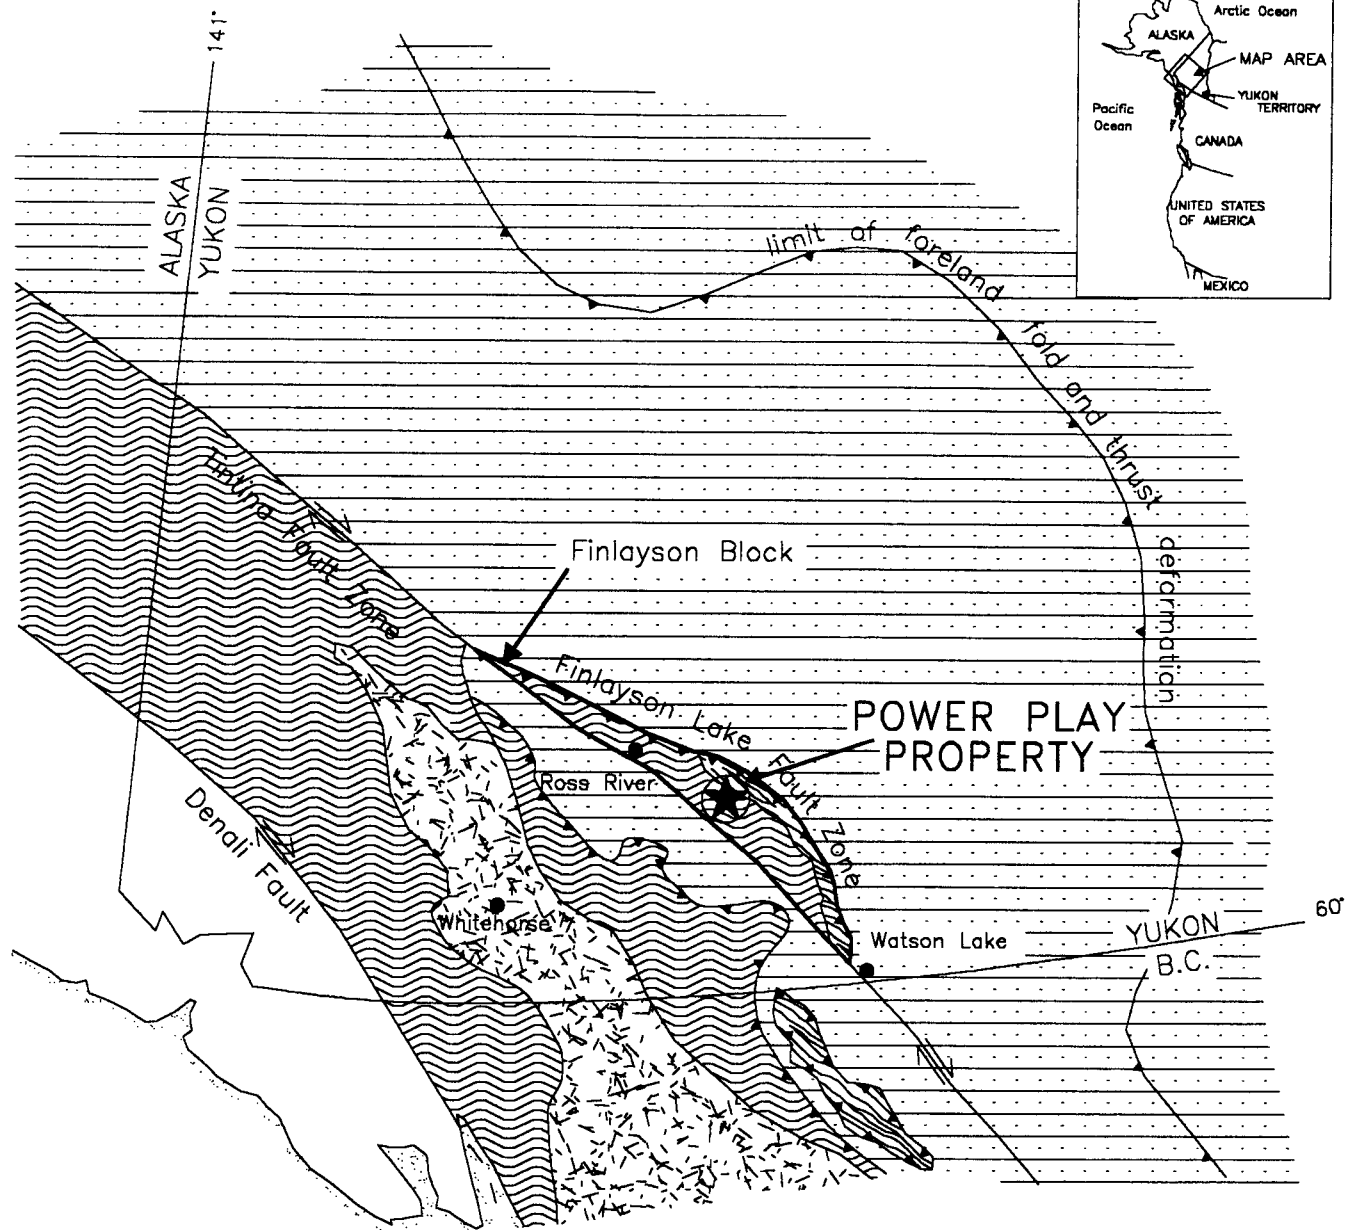 141°
Arctic Ocean
ALASKA
MAP AREA
YUKON
TERRITORY
Pacific
Ocean
CANADA
UNITED STATES
OF AMERICA
MEXICO
ALASKA
YUKON
limit of foreland fold and thrust deformation
Tintina Fault Zone
Finlayson Block
Finlayson Lake Fault Zone
POWER PLAY
PROPERTY
Ross River
Denali Fault
Whitehorse
Watson Lake
YUKON
B.C.
60°